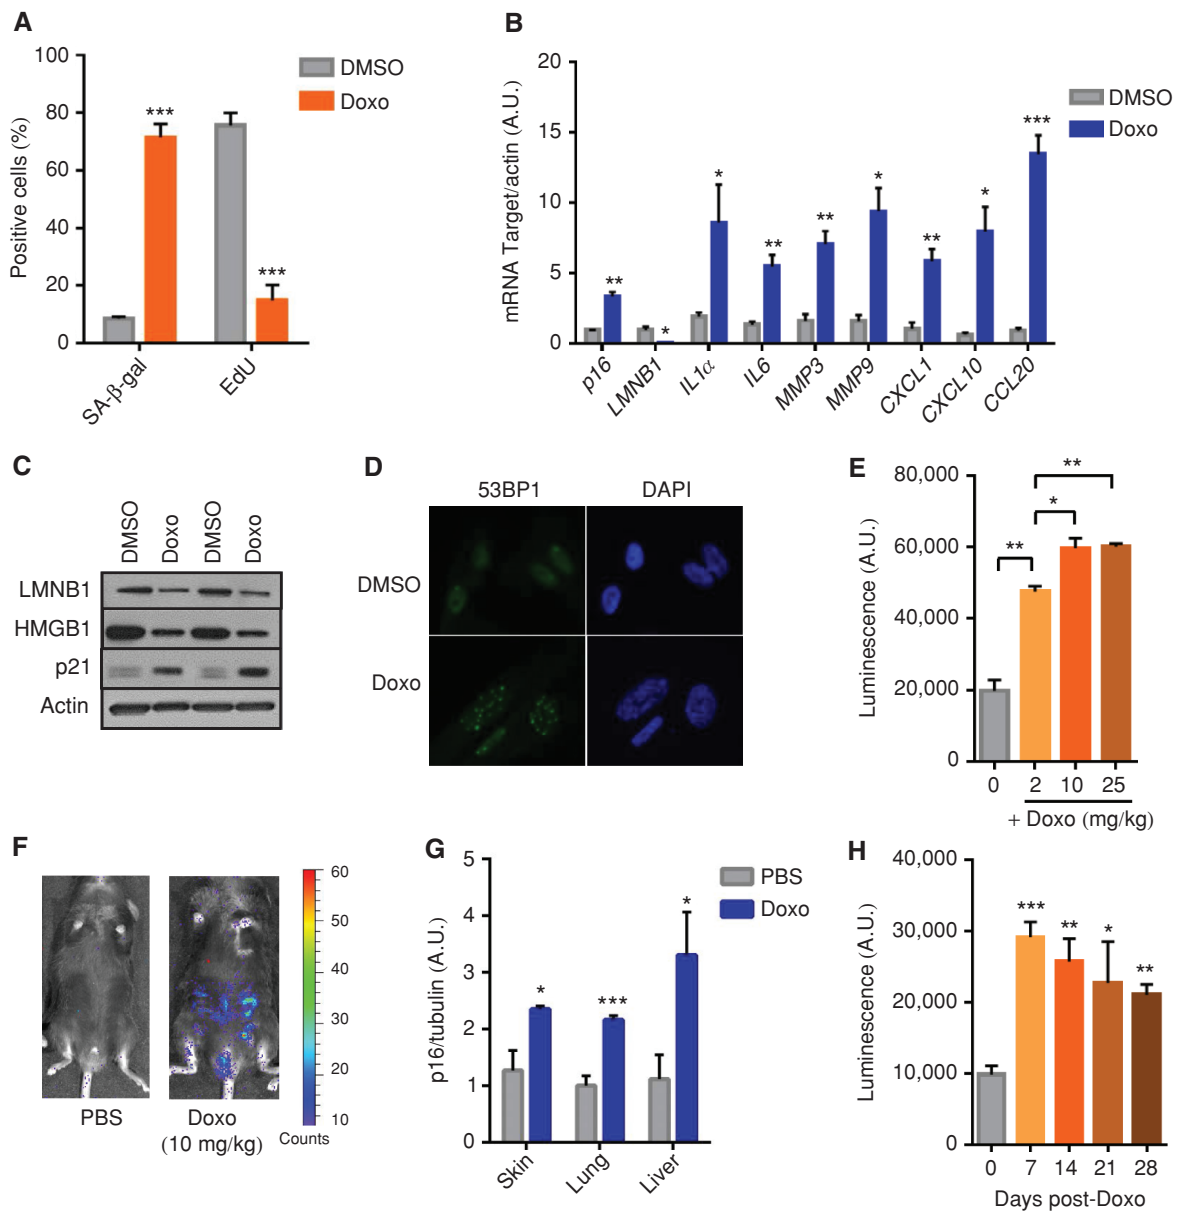 A
100
80
60
40
20
0
Positive cells (%)
***
***
SA-β-gal
EdU
DMSO
Doxo
B
20
15
10
5
0
mRNA Target/actin (A.U.)
**
*
*
**
**
*
**
*
***
p16
LMNB1
IL1α
IL6
MMP3
MMP9
CXCL1
CXCL10
CCL20
DMSO
Doxo
C
DMSO
Doxo
DMSO
Doxo
LMNB1
HMGB1
p21
Actin
D
53BP1
DAPI
DMSO
Doxo
E
80,000
60,000
40,000
20,000
0
Luminescence (A.U.)
**
*
**
0 2 10 25
+ Doxo (mg/kg)
F
PBS
Doxo
(10 mg/kg)
60
50
40
30
20
10
Counts
G
5
4
3
2
1
0
p16/tubulin (A.U.)
*
***
*
Skin
Lung
Liver
PBS
Doxo
H
40,000
30,000
20,000
10,000
0
Luminescence (A.U.)
***
**
*
**
0 7 14 21 28
Days post-Doxo